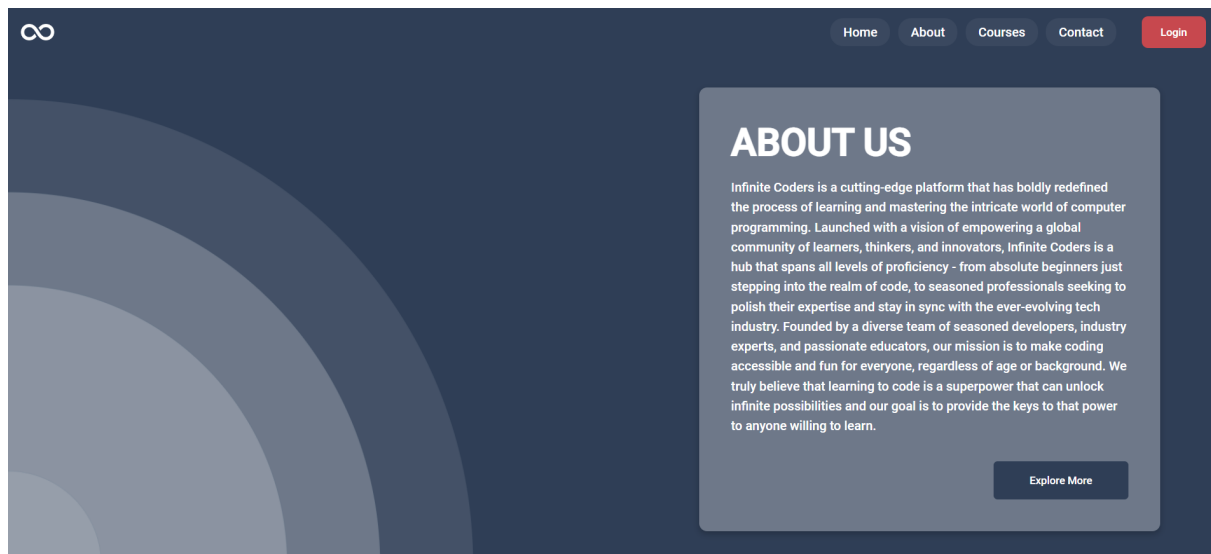 Home About Courses Contact Login
ABOUT US
Infinite Coders is a cutting-edge platform that has boldly redefined
the process of learning and mastering the intricate world of computer
programming. Launched with a vision of empowering a global
community of learners, thinkers, and innovators, Infinite Coders is a
hub that spans all levels of proficiency - from absolute beginners just
stepping into the realm of code, to seasoned professionals seeking to
polish their expertise and stay in sync with the ever-evolving tech
industry. Founded by a diverse team of seasoned developers, industry
experts, and passionate educators, our mission is to make coding
accessible and fun for everyone, regardless of age or background. We
truly believe that learning to code is a superpower that can unlock
infinite possibilities and our goal is to provide the keys to that power
to anyone willing to learn.
Explore More